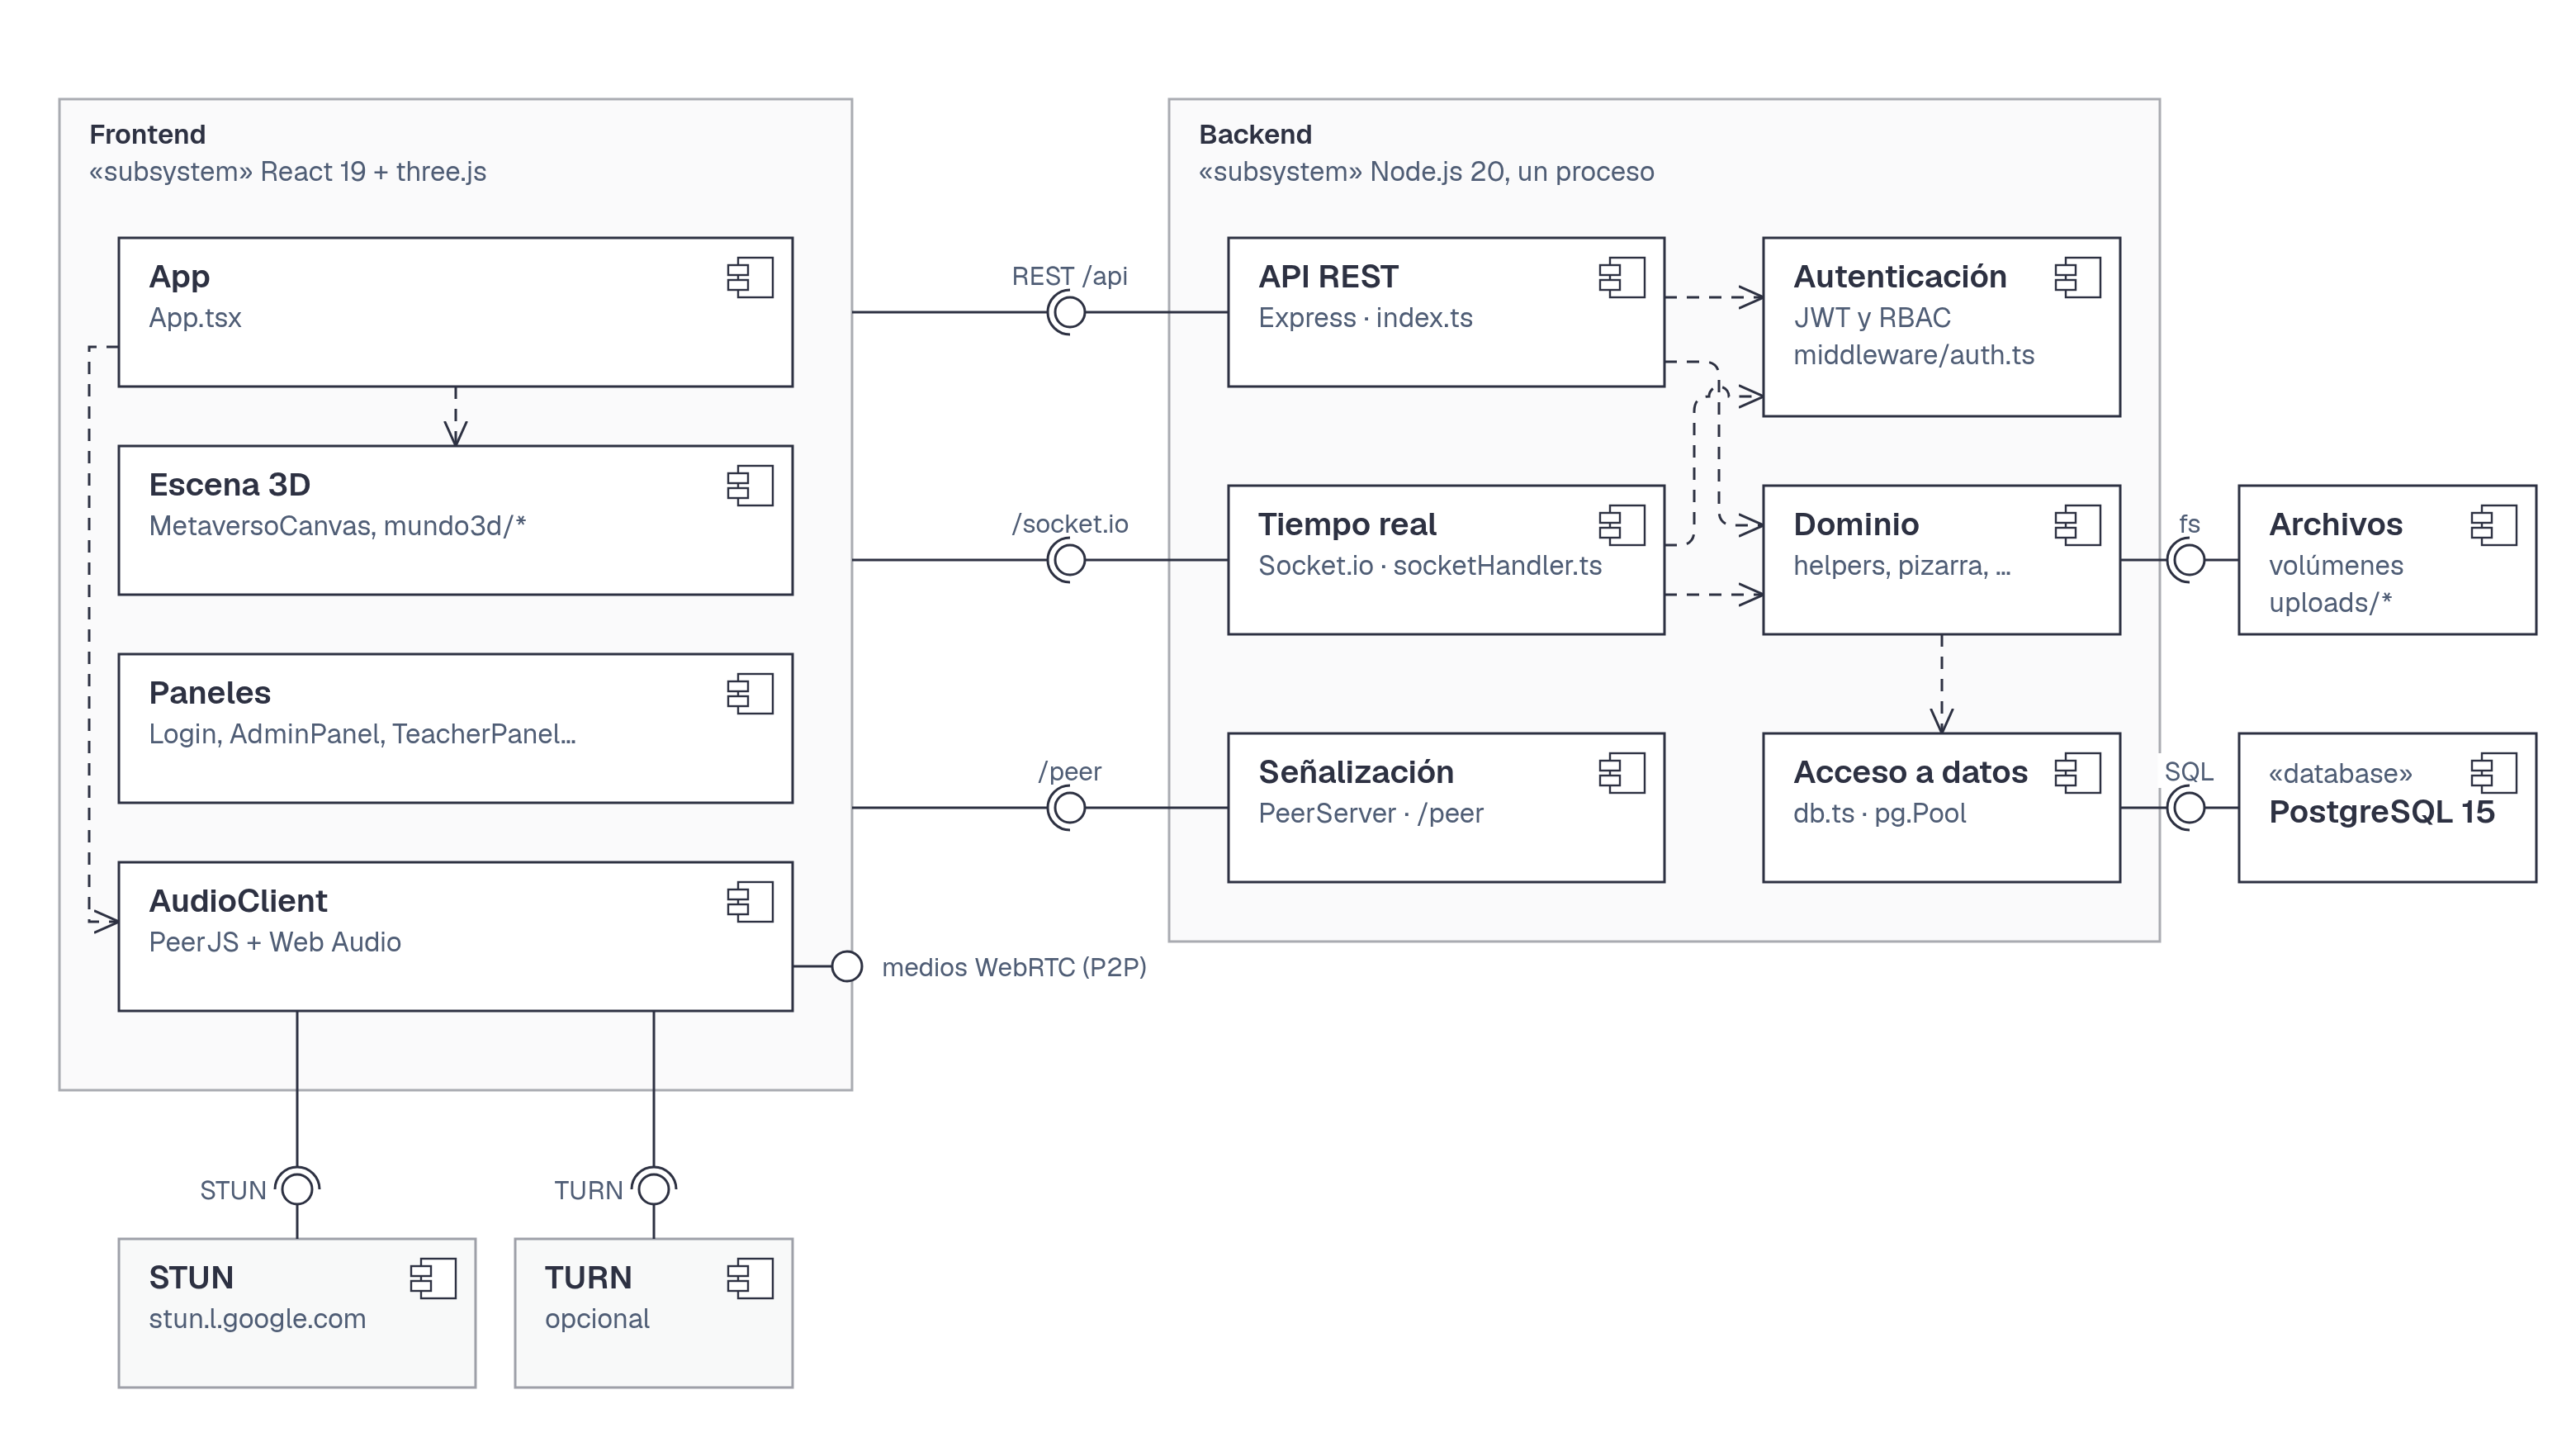 Frontend
«subsystem» React 19 + three.js
App
App.tsx
Escena 3D
MetaversoCanvas, mundo3d/*
Paneles
Login, AdminPanel, TeacherPanel...
AudioClient
PeerJS + Web Audio
REST /api
/socket.io
/peer
medios WebRTC (P2P)
Backend
«subsystem» Node.js 20, un proceso
API REST
Express · index.ts
Autenticación
JWT y RBAC
middleware/auth.ts
Tiempo real
Socket.io · socketHandler.ts
Dominio
helpers, pizarra, ...
Señalización
PeerServer · /peer
Acceso a datos
db.ts · pg.Pool
fs
Archivos
volúmenes
uploads/*
SQL
«database»
PostgreSQL 15
STUN
TURN
STUN
stun.l.google.com
TURN
opcional